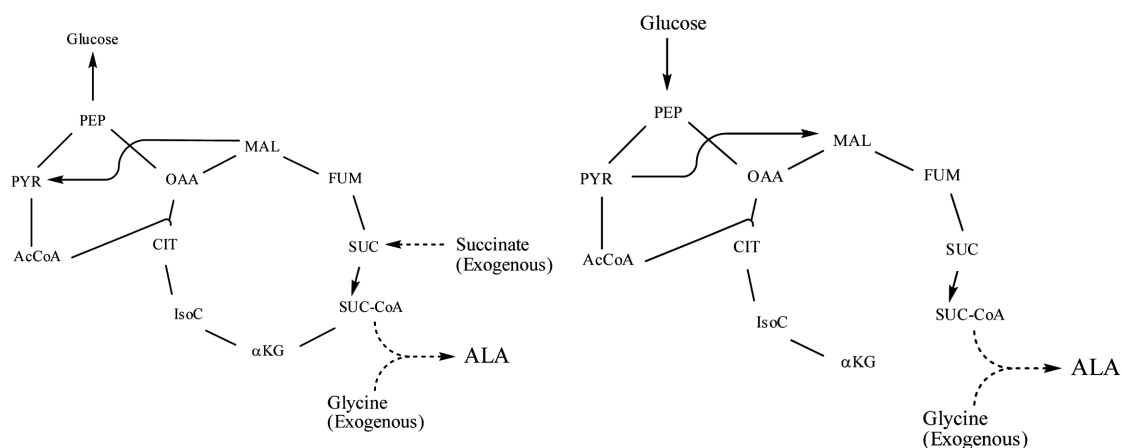 Glucose
PEP
MAL
PYR
OAA
FUM
AcCoA
CIT
SUC
Succinate
(Exogenous)
IsoC
SUC-CoA
αKG
ALA
Glycine
(Exogenous)
Glucose
PEP
MAL
PYR
OAA
FUM
AcCoA
CIT
SUC
IsoC
SUC-CoA
αKG
ALA
Glycine
(Exogenous)